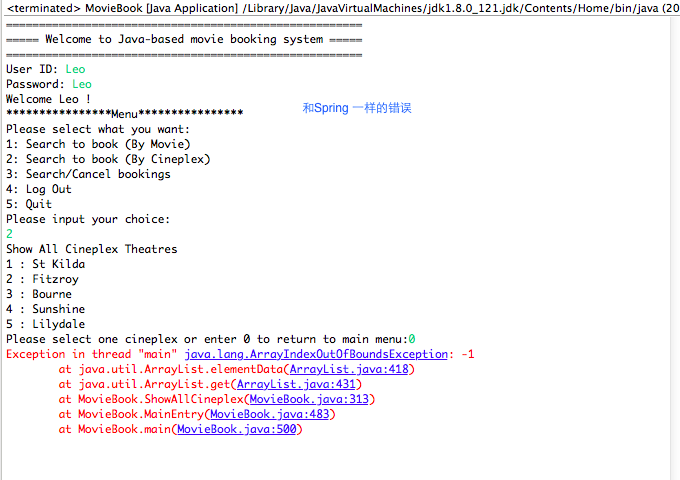 <terminated> MovieBook [Java Application] /Library/Java/JavaVirtualMachines/jdk1.8.0_121.jdk/Contents/Home/bin/java (20
======================================================
===== Welcome to Java-based movie booking system =====
======================================================
User ID: Leo
Password: Leo
Welcome Leo !
和Spring 一样的错误
****************Menu****************
Please select what you want:
1: Search to book (By Movie)
2: Search to book (By Cineplex)
3: Search/Cancel bookings
4: Log Out
5: Quit
Please input your choice:
2
Show All Cineplex Theatres
1 : St Kilda
2 : Fitzroy
3 : Bourne
4 : Sunshine
5 : Lilydale
Please select one cineplex or enter 0 to return to main menu:0
Exception in thread "main" java.lang.ArrayIndexOutOfBoundsException: -1
at java.util.ArrayList.elementData(ArrayList.java:418)
at java.util.ArrayList.get(ArrayList.java:431)
at MovieBook.ShowAllCineplex(MovieBook.java:313)
at MovieBook.MainEntry(MovieBook.java:483)
at MovieBook.main(MovieBook.java:500)